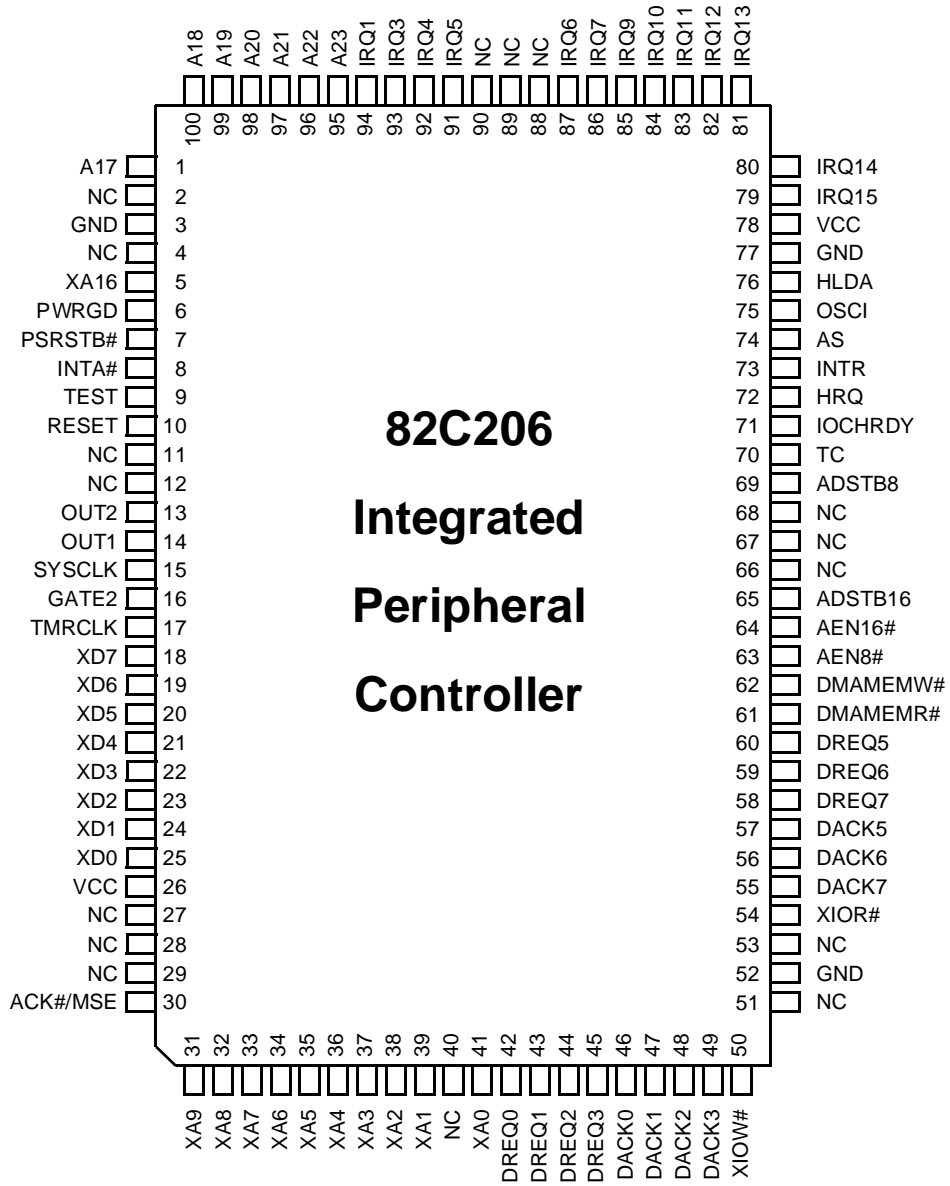 A18 A19 A20 A21 A22 A23 IRQ1 IRQ3 IRQ4 IRQ5 NC NC NC IRQ6 IRQ7 IRQ9 IRQ10 IRQ11 IRQ12 IRQ13
100 99 98 97 96 95 94 93 92 91 90 89 88 87 86 85 84 83 82 81
A17 1 80 IRQ14
NC 2 79 IRQ15
GND 3 78 VCC
NC 4 77 GND
XA16 5 76 HLDA
PWRGD 6 75 OSCI
PSRSTB# 7 74 AS
INTA# 8 73 INTR
TEST 9 72 HRQ
RESET 10 71 IOCHRDY
NC 11 70 TC
NC 12 69 ADSTB8
OUT2 13 68 NC
OUT1 14 67 NC
SYSCLK 15 66 NC
GATE2 16 65 ADSTB16
TMRCLK 17 64 AEN16#
XD7 18 63 AEN8#
XD6 19 62 DMAMEMW#
XD5 20 61 DMAMEMR#
XD4 21 60 DREQ5
XD3 22 59 DREQ6
XD2 23 58 DREQ7
XD1 24 57 DACK5
XD0 25 56 DACK6
VCC 26 55 DACK7
NC 27 54 XIOR#
NC 28 53 NC
NC 29 52 GND
ACK#/MSE 30 51 NC
82C206
Integrated
Peripheral
Controller
31 32 33 34 35 36 37 38 39 40 41 42 43 44 45 46 47 48 49 50
XA9 XA8 XA7 XA6 XA5 XA4 XA3 XA2 XA1 NC XA0 DREQ0 DREQ1 DREQ2 DREQ3 DACK0 DACK1 DACK2 DACK3 XIOW#